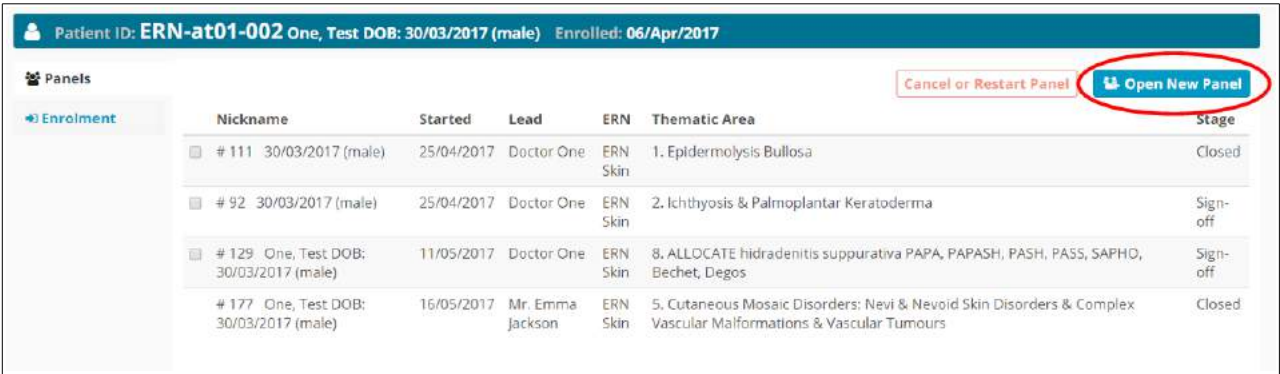 Patient ID: ERN-at01-002 One, Test DOB: 30/03/2017 (male) Enrolled: 06/Apr/2017
Panels
Cancel or Restart Panel Open New Panel
Enrolment
Nickname Started Lead ERN Thematic Area Stage
# 111 30/03/2017 (male) 25/04/2017 Doctor One ERN 1. Epidermolysis Bullosa Closed
Skin
# 92 30/03/2017 (male) 25/04/2017 Doctor One ERN 2. Ichthyosis & Palmoplantar Keratoderma Sign-
Skin off
# 129 One, Test DOB: 11/05/2017 Doctor One ERN 8. ALLOCATE hidradenitis suppurativa PAPA, PAPASH, PASH, PASS, SAPHO, Sign-
30/03/2017 (male) Skin Bechet, Degos off
# 177 One, Test DOB: 16/05/2017 Mr. Emma ERN 5. Cutaneous Mosaic Disorders: Nevi & Nevoid Skin Disorders & Complex Closed
30/03/2017 (male) Jackson Skin Vascular Malformations & Vascular Tumours